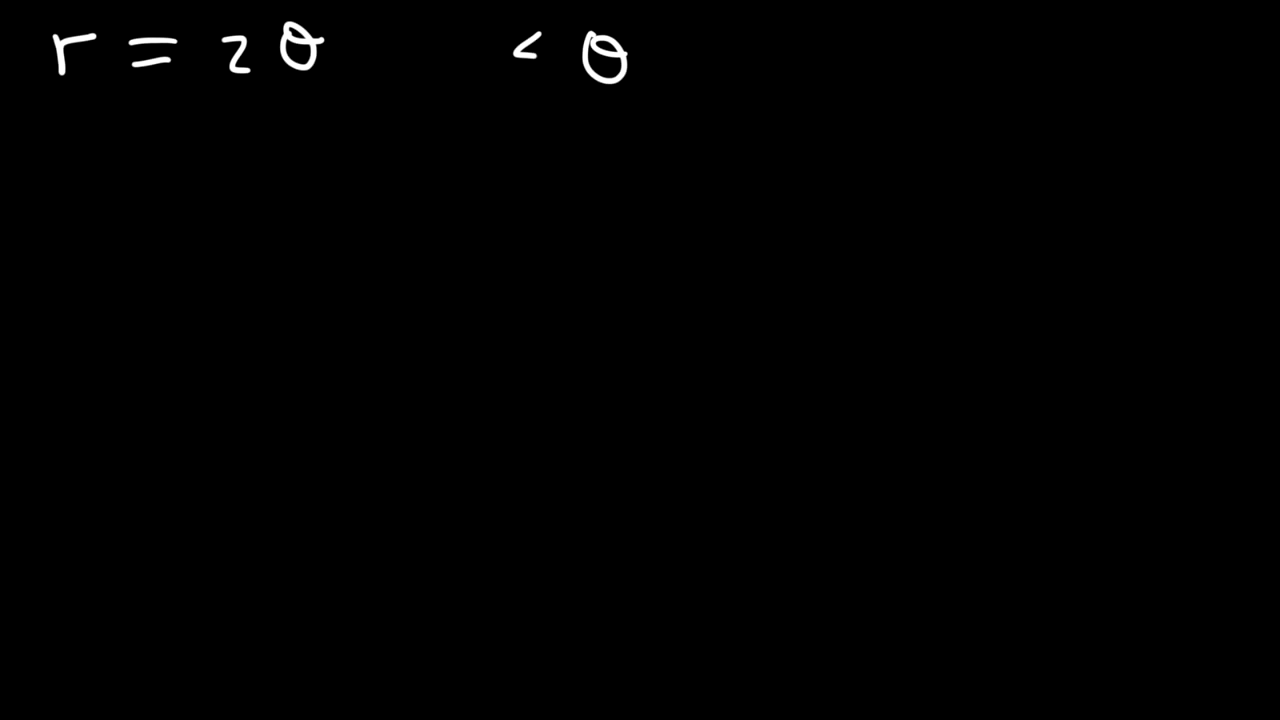 r = 2θ < θ